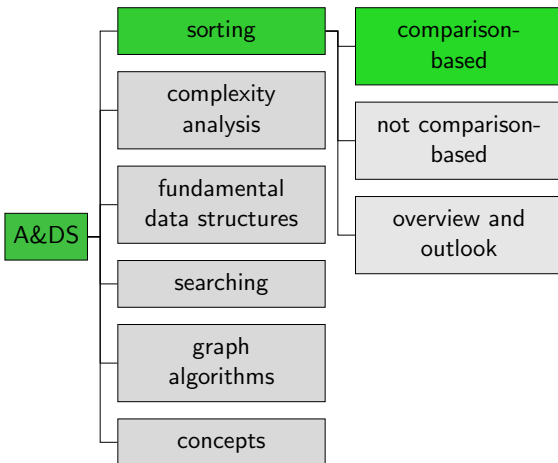 A&DS
sorting
complexity
analysis
fundamental
data structures
searching
graph
algorithms
concepts
comparison-
based
not comparison-
based
overview and
outlook